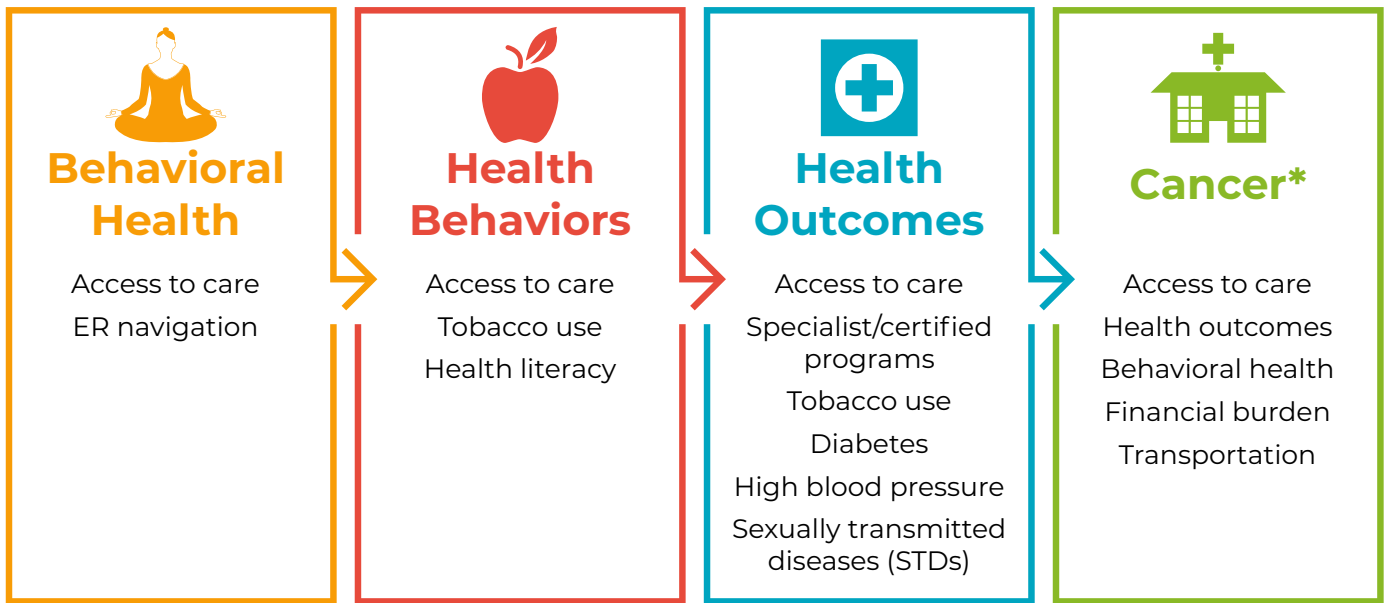 Behavioral
Health
Access to care
ER navigation
Health
Behaviors
Access to care
Tobacco use
Health literacy
Health
Outcomes
Access to care
Specialist/certified
programs
Tobacco use
Diabetes
High blood pressure
Sexually transmitted
diseases (STDs)
Cancer*
Access to care
Health outcomes
Behavioral health
Financial burden
Transportation